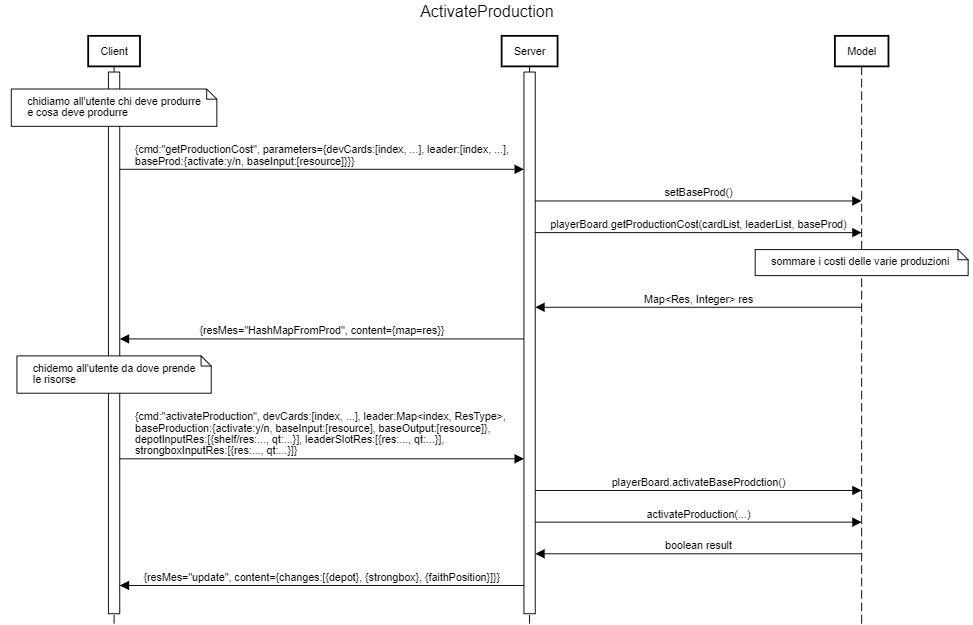 ActivateProduction
Client
Server
Model
chidiamo all'utente chi deve produrre
e cosa deve produrre
{cmd:"getProductionCost", parameters={devCards:[index, ...], leader:[index, ...],
baseProd:{activate:y/n, baseInput:[resource]}}}
setBaseProd()
playerBoard.getProductionCost(cardList, leaderList, baseProd)
sommare i costi delle varie produzioni
Map<Res, Integer> res
{resMes="HashMapFromProd", content={map=res}}
chidemo all'utente da dove prende
le risorse
{cmd:"activateProduction", devCards:[index, ...], leader:Map<index, ResType>,
baseProduction:{activate:y/n, baseInput:[resource], baseOutput:[resource]},
depotInputRes:[{shelf/res:..., qt:...}], leaderSlotRes:[{res:..., qt:...}],
strongboxInputRes:[{res:..., qt:...}]}
playerBoard.activateBaseProdction()
activateProduction(...)
boolean result
{resMes="update", content={changes:[{depot}, {strongbox}, {faithPosition}]}}